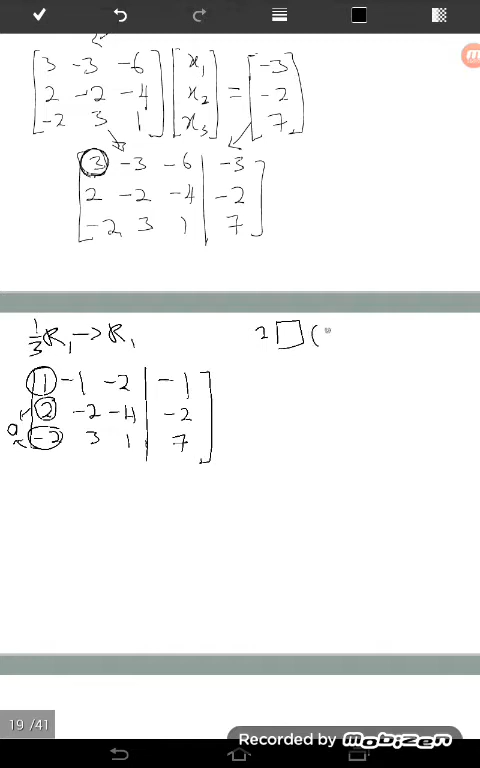 [3 -3 -6] [x₁] [-3]
[2 -2 -4] [x₂] = [-2]
[-2 3 1] [x₃] [7]
[3 -3 -6 | -3]
[2 -2 -4 | -2]
[-2 3 1 | 7]
1/3 R₁ → R₁
2 □ (
[1 -1 -2 | -1]
[2 -2 -4 | -2]
0 [-2 3 1 | 7]
19 /41
Recorded by mobizen